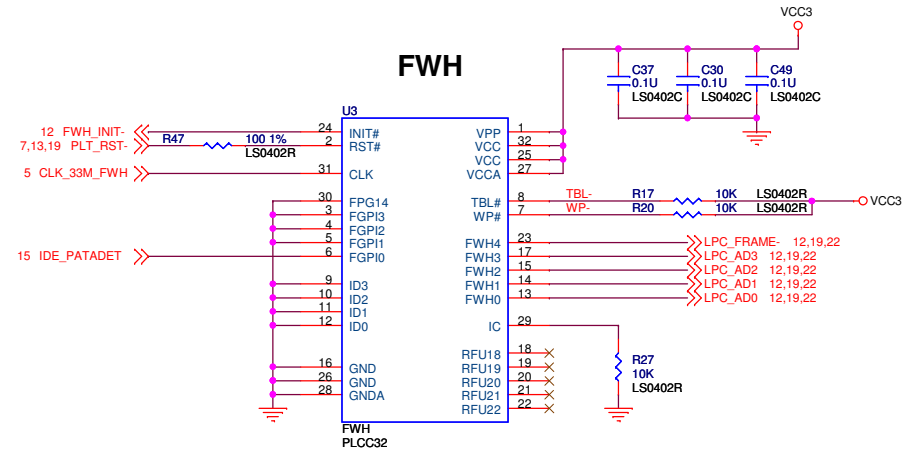 VCC3
FWH
C37 C30 C49
0.1U 0.1U 0.1U
LS0402C LS0402C LS0402C
U3
12 FWH_INIT- 24 INIT#
7,13,19 PLT_RST- R47 100 1% 2 RST#
LS0402R
5 CLK_33M_FWH 31 CLK
30 FPG14
3 FGPI3
4 FGPI2
5 FGPI1
15 IDE_PATADET 6 FGPI0
9 ID3
10 ID2
11 ID1
12 ID0
16 GND
26 GND
28 GNDA
VPP 1
VCC 32
VCC 25
VCCA 27
TBL# 8 TBL- R17 10K LS0402R
WP# 7 WP- R20 10K LS0402R
VCC3
FWH4 23 LPC_FRAME- 12,19,22
FWH3 17 LPC_AD3 12,19,22
FWH2 15 LPC_AD2 12,19,22
FWH1 14 LPC_AD1 12,19,22
FWH0 13 LPC_AD0 12,19,22
IC 29
R27
10K
LS0402R
RFU18 18
RFU19 19
RFU20 20
RFU21 21
RFU22 22
FWH
PLCC32